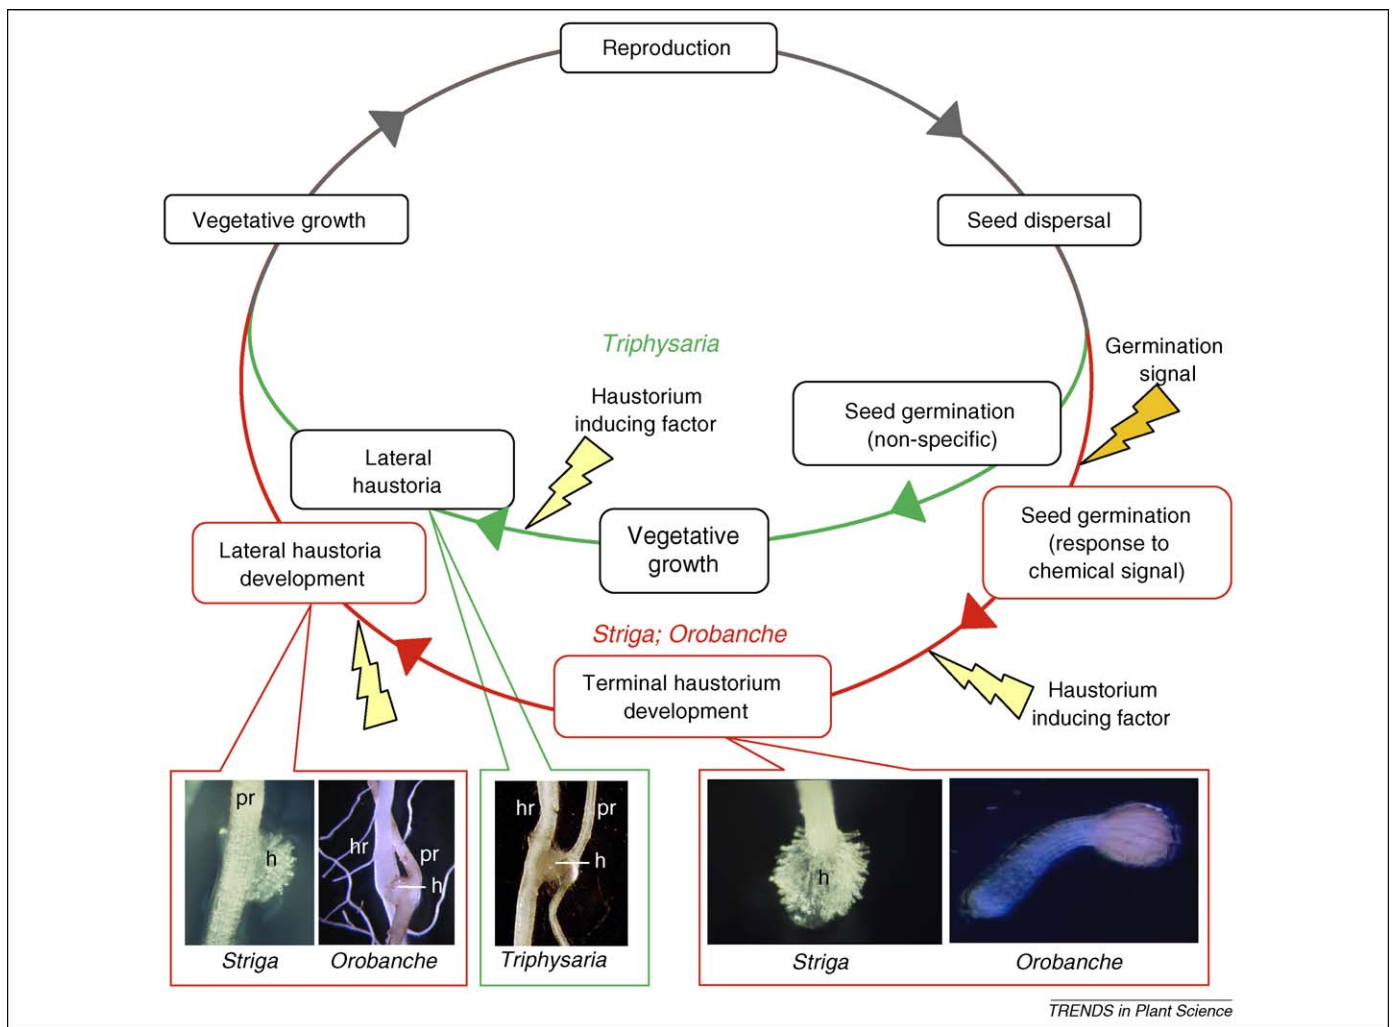 Reproduction
Vegetative growth
Seed dispersal
Triphysaria
Germination
signal
Haustorium
inducing factor
Seed germination
(non-specific)
Lateral
haustoria
Vegetative
growth
Seed germination
(response to
chemical signal)
Lateral haustoria
development
Striga; Orobanche
Terminal haustorium
development
Haustorium
inducing factor
pr
h
Striga
hr
pr
h
Orobanche
hr
pr
h
Triphysaria
h
Striga
Orobanche
TRENDS in Plant Science